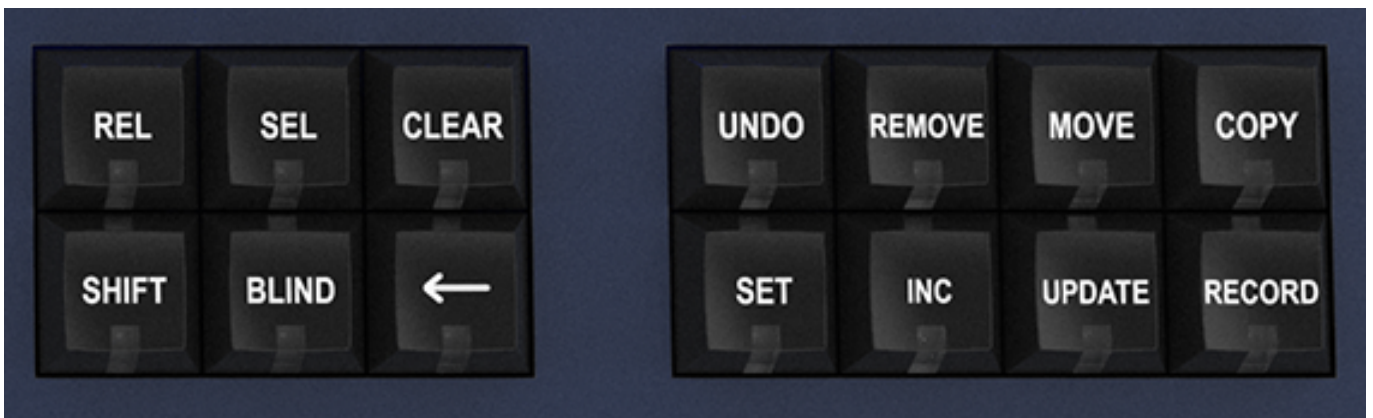 REL SEL CLEAR
SHIFT BLIND ←
UNDO REMOVE MOVE COPY
SET INC UPDATE RECORD